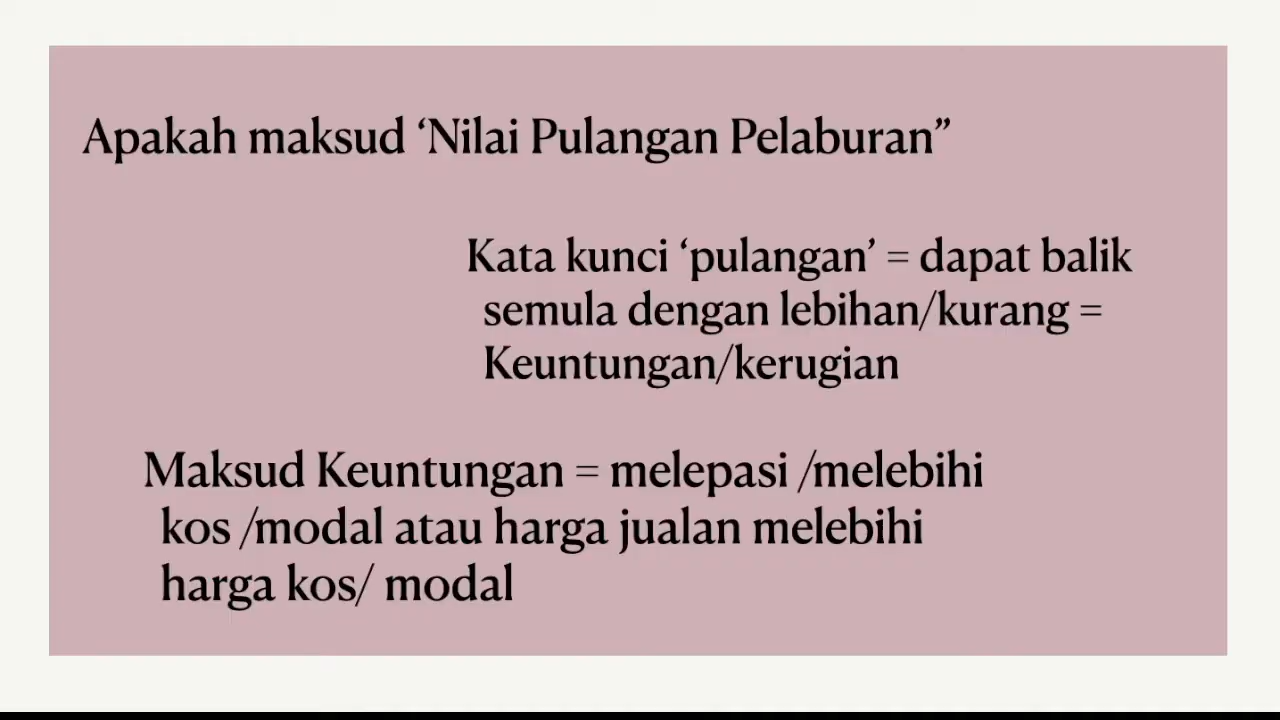 Apakah maksud ‘Nilai Pulangan Pelaburan”
Kata kunci ‘pulangan’ = dapat balik
semula dengan lebihan/kurang =
Keuntungan/kerugian
Maksud Keuntungan = melepasi /melebihi
kos /modal atau harga jualan melebihi
harga kos/ modal